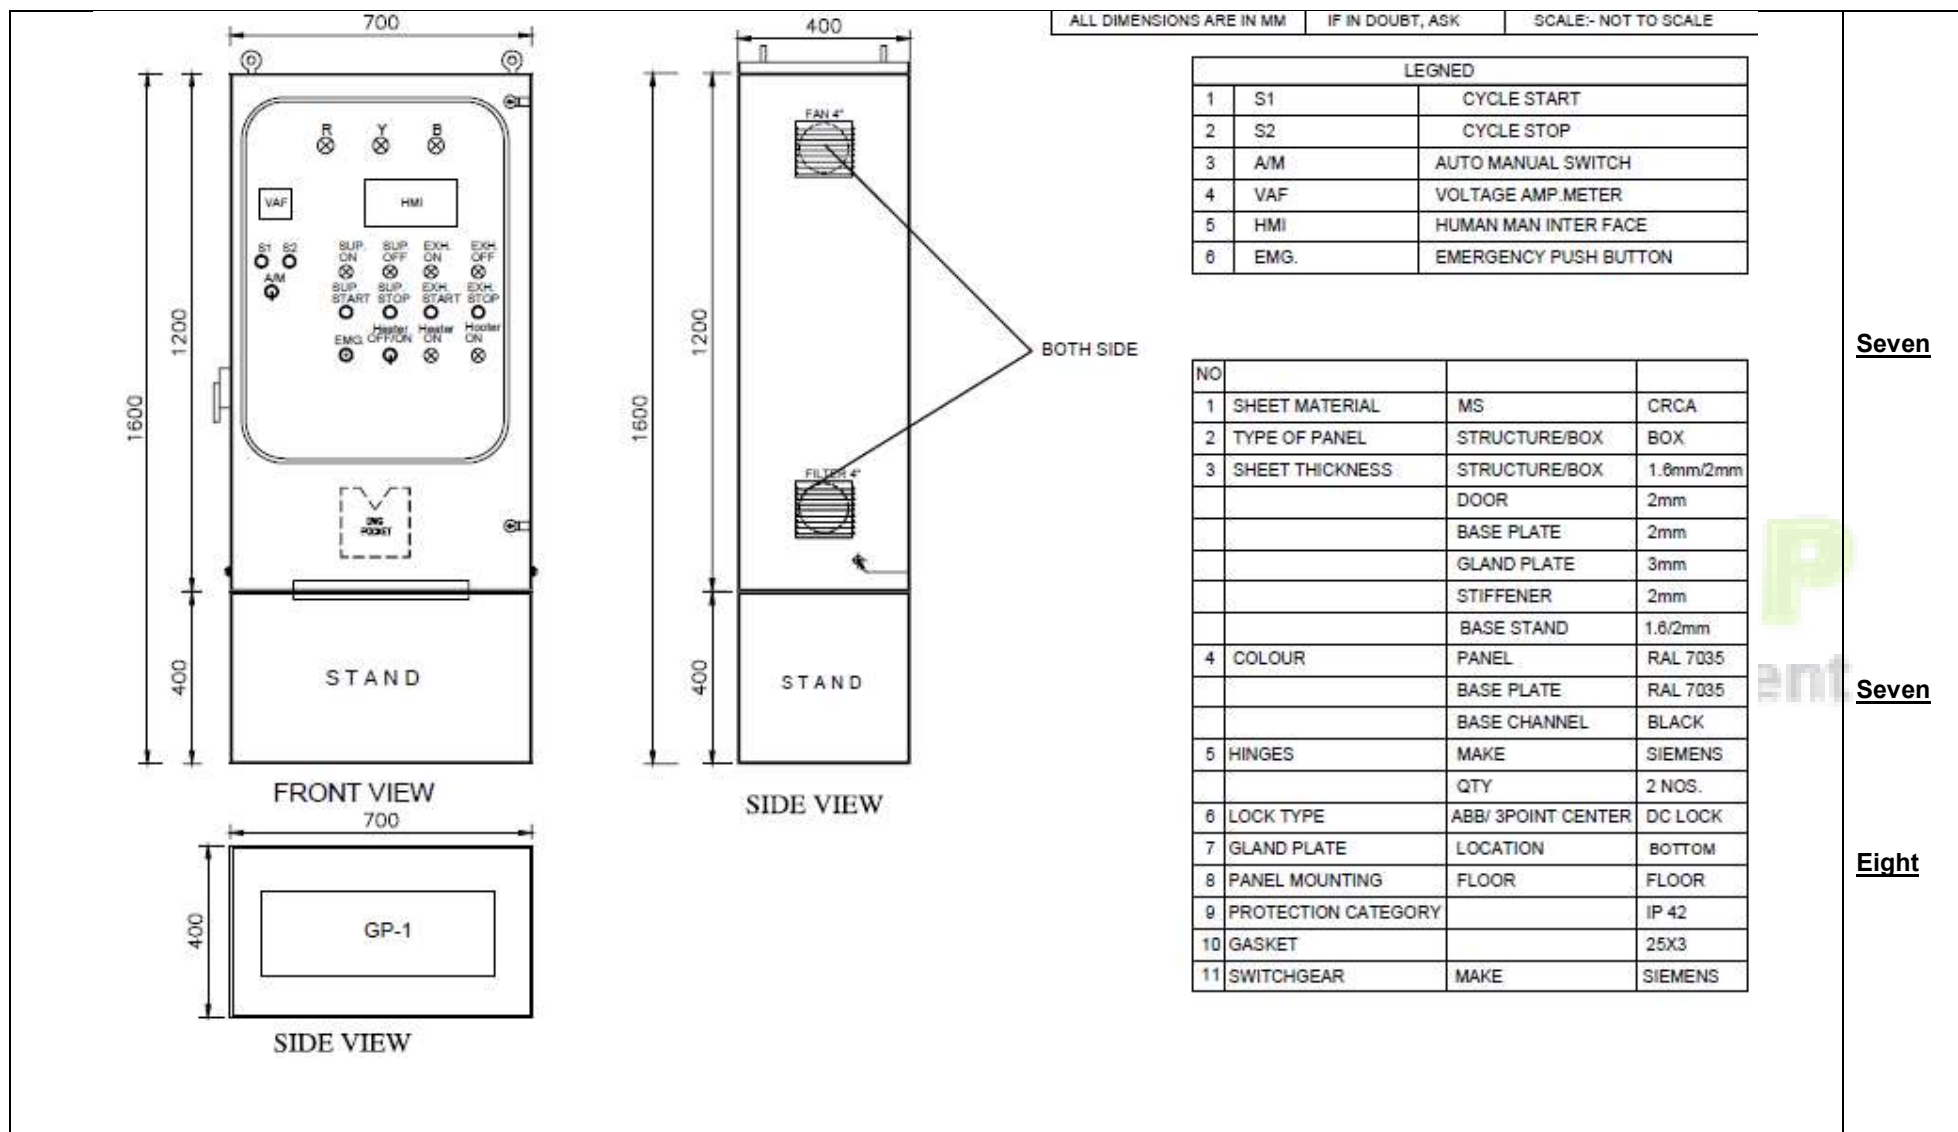 ALL DIMENSIONS ARE IN MM IF IN DOUBT, ASK SCALE:- NOT TO SCALE
700
R Y B
VAF HMI
S1 S2
A/M
SUP. ON SUP. OFF EXH. ON EXH. OFF
SUP. START SUP. STOP EXH. START EXH. STOP
EMG. Heater OFF/ON Heater ON Hooter ON
DWG POCKET
1600
1200
400
STAND
FRONT VIEW
400
FAN 4"
FILTER 4"
BOTH SIDE
1600
1200
400
STAND
SIDE VIEW
700
400
GP-1
SIDE VIEW
LEGNED
1 S1 CYCLE START
2 S2 CYCLE STOP
3 A/M AUTO MANUAL SWITCH
4 VAF VOLTAGE AMP.METER
5 HMI HUMAN MAN INTER FACE
6 EMG. EMERGENCY PUSH BUTTON
NO
1 SHEET MATERIAL MS CRCA
2 TYPE OF PANEL STRUCTURE/BOX BOX
3 SHEET THICKNESS STRUCTURE/BOX 1.6mm/2mm
DOOR 2mm
BASE PLATE 2mm
GLAND PLATE 3mm
STIFFENER 2mm
BASE STAND 1.6/2mm
4 COLOUR PANEL RAL 7035
BASE PLATE RAL 7035
BASE CHANNEL BLACK
5 HINGES MAKE SIEMENS
QTY 2 NOS.
6 LOCK TYPE ABB/ 3POINT CENTER DC LOCK
7 GLAND PLATE LOCATION BOTTOM
8 PANEL MOUNTING FLOOR FLOOR
9 PROTECTION CATEGORY IP 42
10 GASKET 25X3
11 SWITCHGEAR MAKE SIEMENS
P
ent
Seven
Seven
Eight